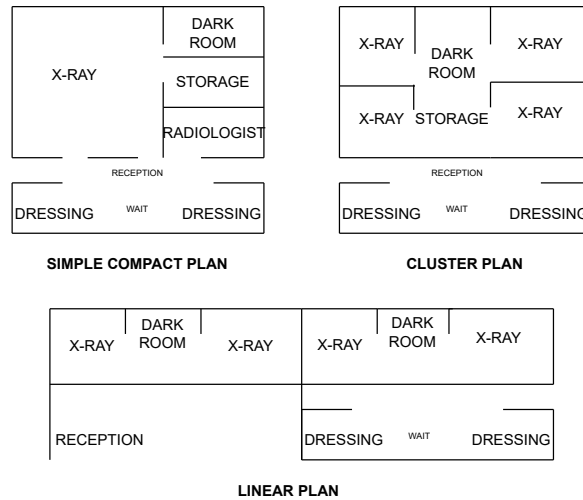 DARK
ROOM
X-RAY
STORAGE
RADIOLOGIST
RECEPTION
DRESSING WAIT DRESSING
SIMPLE COMPACT PLAN
X-RAY DARK
ROOM X-RAY
X-RAY STORAGE X-RAY
RECEPTION
DRESSING WAIT DRESSING
CLUSTER PLAN
X-RAY DARK
ROOM X-RAY X-RAY DARK
ROOM X-RAY
RECEPTION DRESSING WAIT DRESSING
LINEAR PLAN